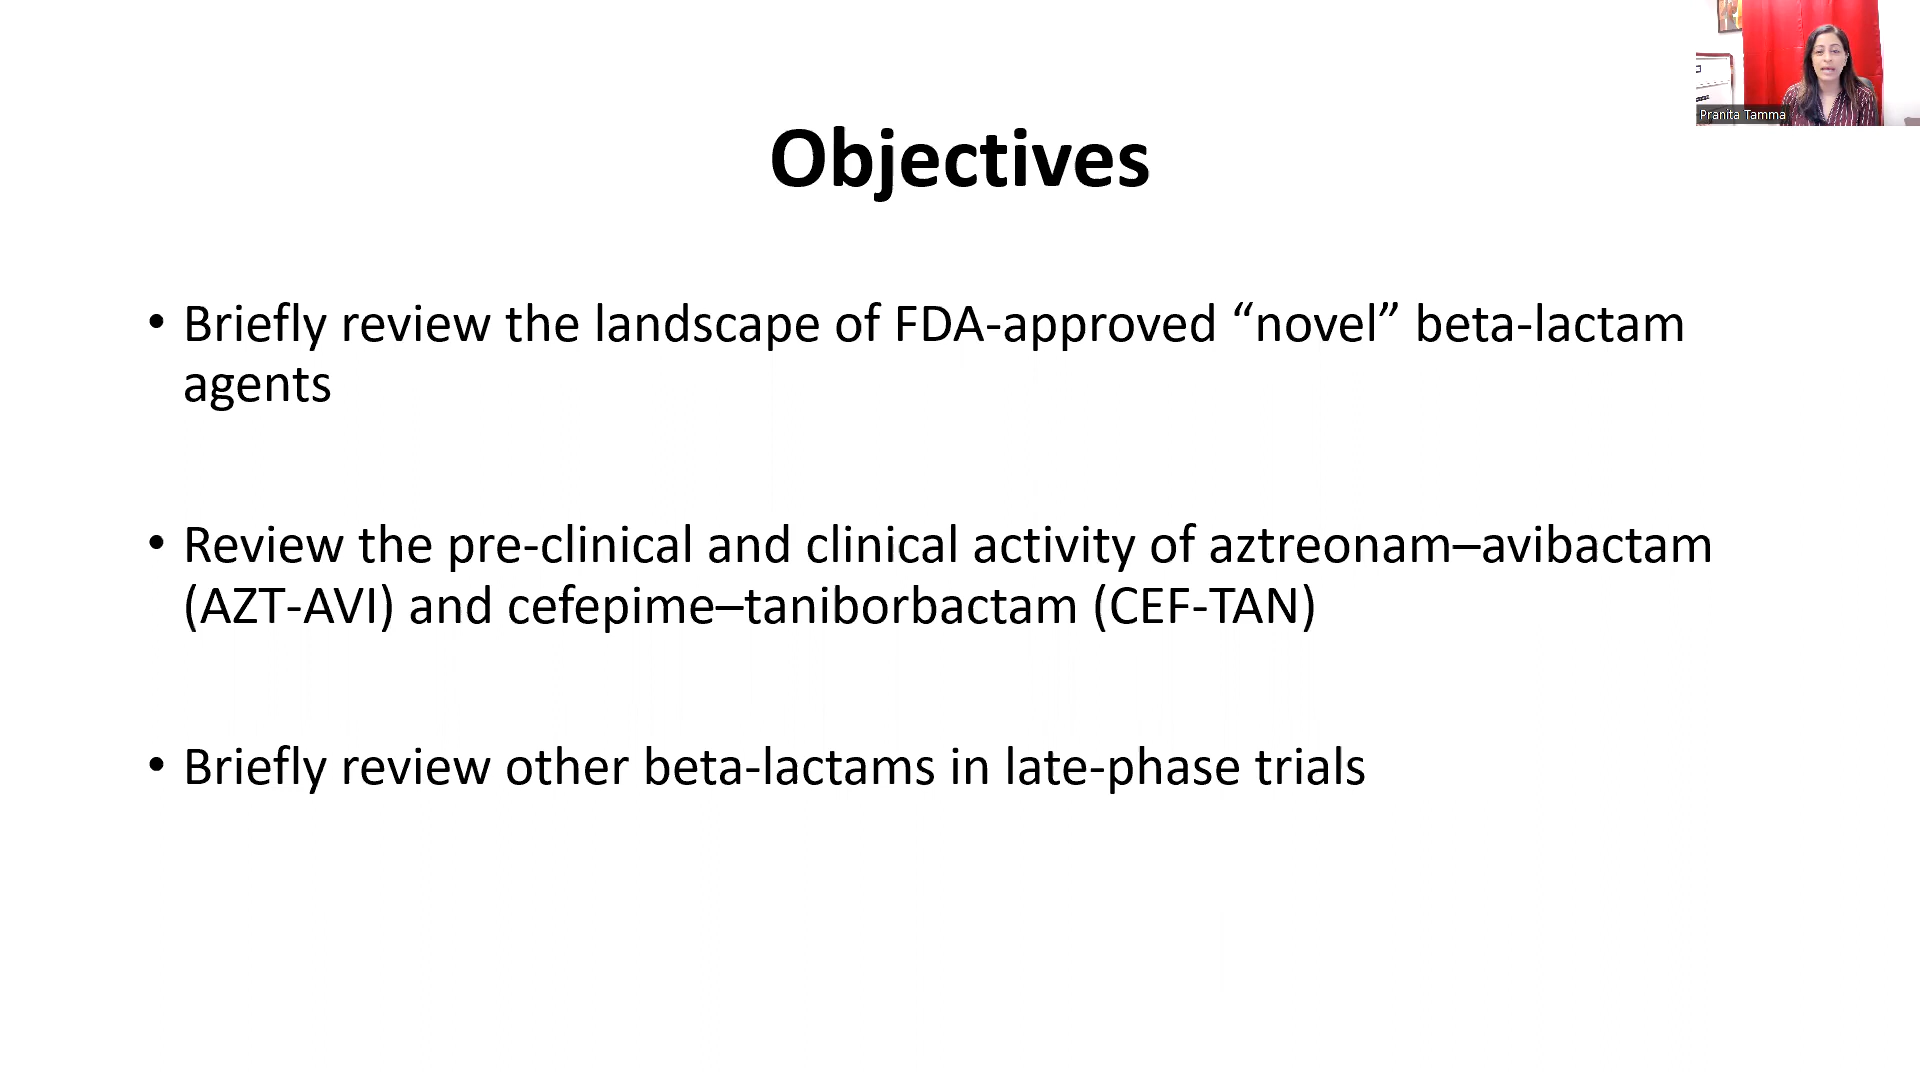 Pranita Tamma
Objectives
• Briefly review the landscape of FDA-approved “novel” beta-lactam
agents
• Review the pre-clinical and clinical activity of aztreonam–avibactam
(AZT-AVI) and cefepime–taniborbactam (CEF-TAN)
• Briefly review other beta-lactams in late-phase trials